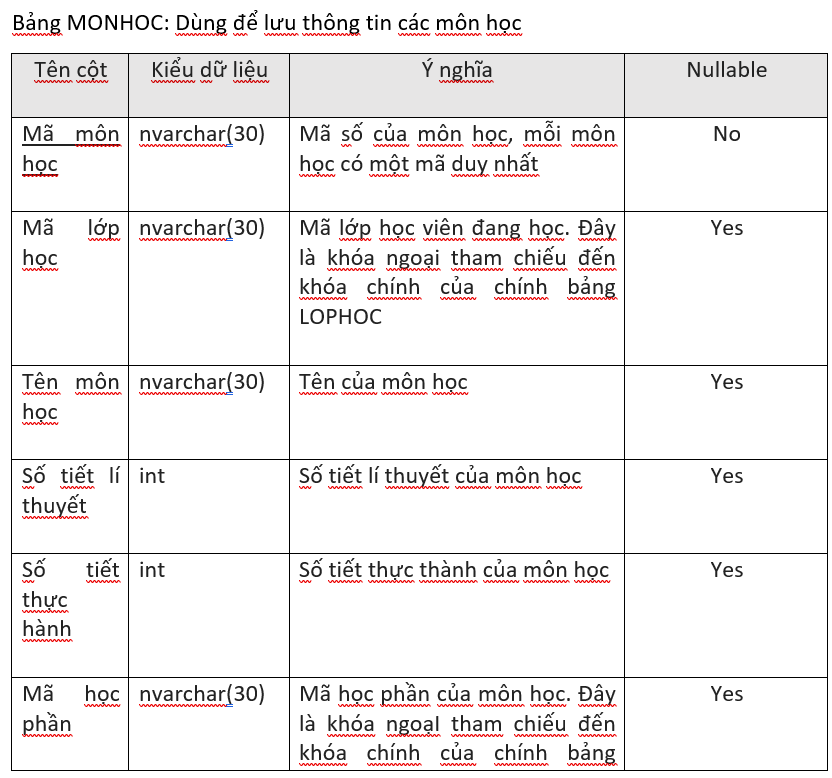 Bảng MONHOC: Dùng để lưu thông tin các môn học
Tên cột Kiểu dữ liệu Ý nghĩa Nullable
Mã môn nvarchar(30) Mã số của môn học, mỗi môn No
học học có một mã duy nhất
Mã lớp nvarchar(30) Mã lớp học viên đang học. Đây Yes
học là khóa ngoại tham chiếu đến
khóa chính của chính bảng
LOPHOC
Tên môn nvarchar(30) Tên của môn học Yes
học
Số tiết lí int Số tiết lí thuyết của môn học Yes
thuyết
Số tiết int Số tiết thực thành của môn học Yes
thực
hành
Mã học nvarchar(30) Mã học phần của môn học. Đây Yes
phần là khóa ngoại tham chiếu đến
khóa chính của chính bảng